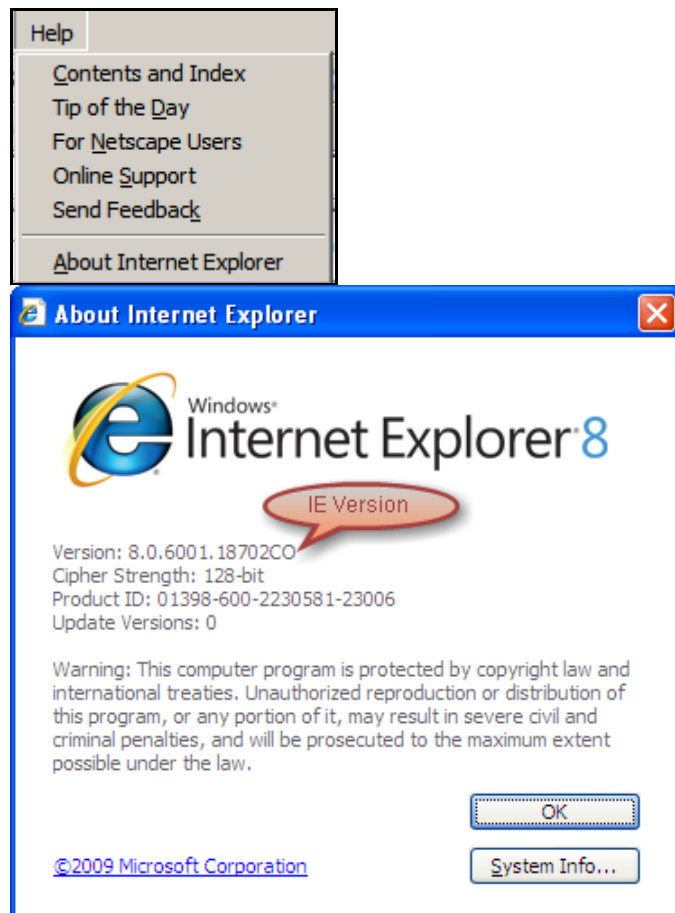 Help
Contents and Index
Tip of the Day
For Netscape Users
Online Support
Send Feedback
About Internet Explorer
About Internet Explorer
Windows®
Internet Explorer 8
IE Version
Version: 8.0.6001.18702CO
Cipher Strength: 128-bit
Product ID: 01398-600-2230581-23006
Update Versions: 0
Warning: This computer program is protected by copyright law and
international treaties. Unauthorized reproduction or distribution of
this program, or any portion of it, may result in severe civil and
criminal penalties, and will be prosecuted to the maximum extent
possible under the law.
OK
©2009 Microsoft Corporation
System Info...